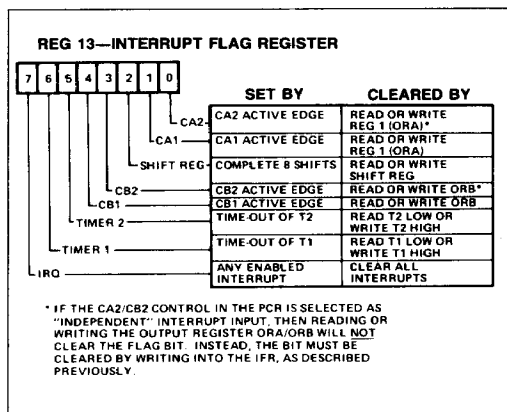 REG 13—INTERRUPT FLAG REGISTER
7 6 5 4 3 2 1 0
SET BY CLEARED BY
CA2 CA2 ACTIVE EDGE READ OR WRITE
REG 1 (ORA)*
CA1 CA1 ACTIVE EDGE READ OR WRITE
REG 1 (ORA)
SHIFT REG COMPLETE 8 SHIFTS READ OR WRITE
SHIFT REG
CB2 CB2 ACTIVE EDGE READ OR WRITE ORB*
CB1 CB1 ACTIVE EDGE READ OR WRITE ORB
TIMER 2 TIME-OUT OF T2 READ T2 LOW OR
WRITE T2 HIGH
TIMER 1 TIME-OUT OF T1 READ T1 LOW OR
WRITE T1 HIGH
IRQ ANY ENABLED CLEAR ALL
INTERRUPT INTERRUPTS
* IF THE CA2/CB2 CONTROL IN THE PCR IS SELECTED AS
"INDEPENDENT" INTERRUPT INPUT, THEN READING OR
WRITING THE OUTPUT REGISTER ORA/ORB WILL NOT
CLEAR THE FLAG BIT. INSTEAD, THE BIT MUST BE
CLEARED BY WRITING INTO THE IFR, AS DESCRIBED
PREVIOUSLY.